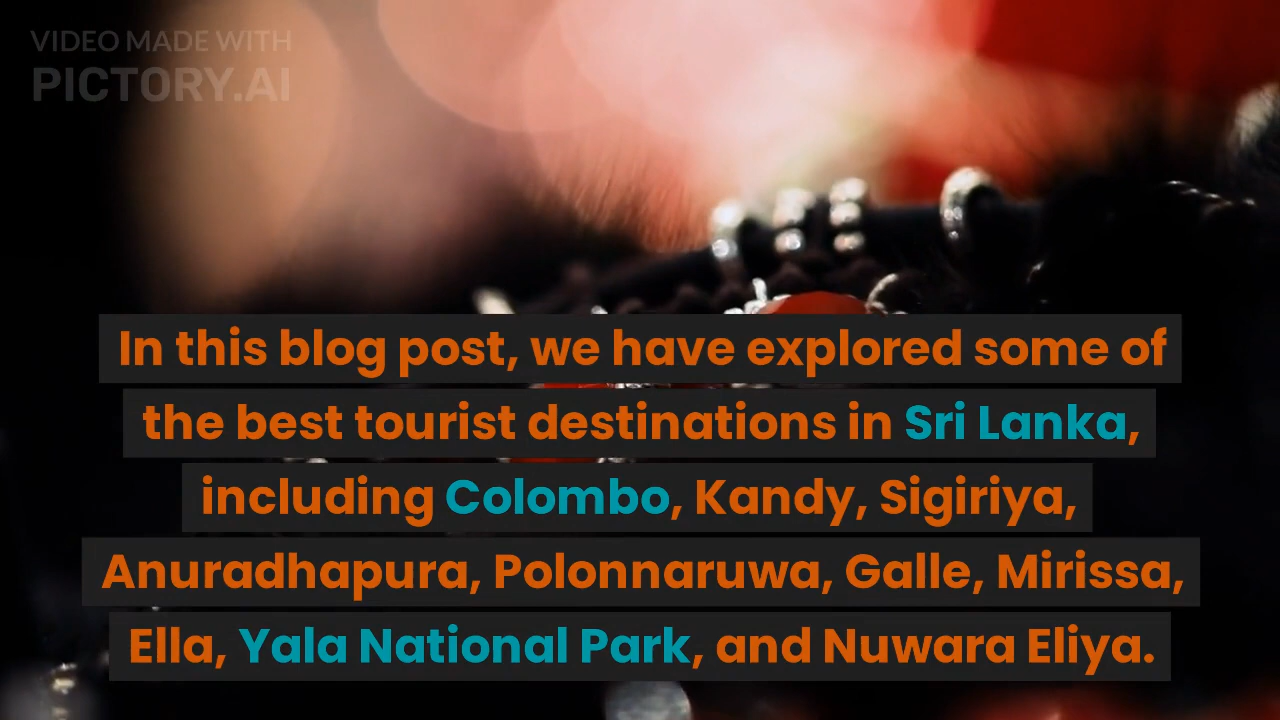 VIDEO MADE WITH
PICTORY.AI
In this blog post, we have explored some of
the best tourist destinations in Sri Lanka,
including Colombo, Kandy, Sigiriya,
Anuradhapura, Polonnaruwa, Galle, Mirissa,
Ella, Yala National Park, and Nuwara Eliya.